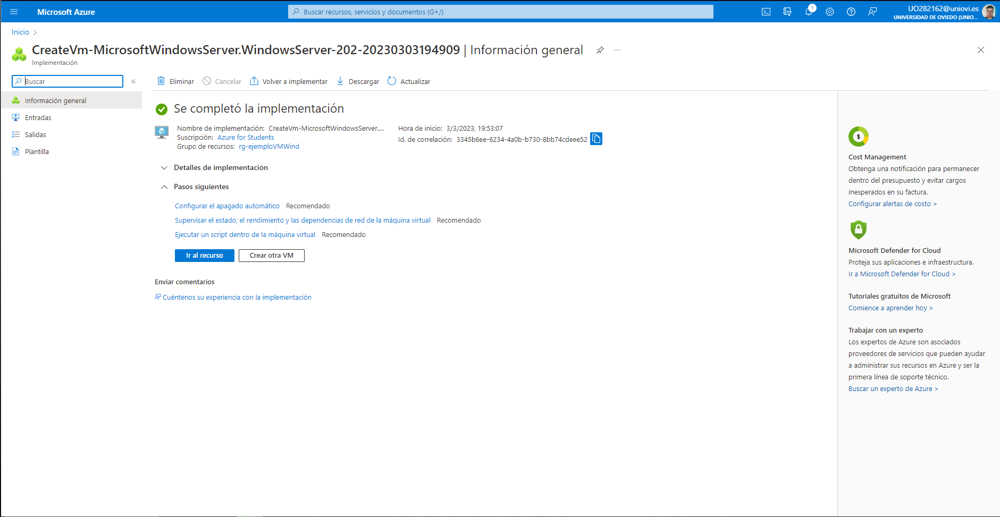 Microsoft Azure
Buscar recursos, servicios y documentos (G+/)
1
UO282162@uniovi.es
UNIVERSIDAD DE OVIEDO (UNIO...
Inicio >
CreateVm-MicrosoftWindowsServer.WindowsServer-202-20230303194909 | Información general
...
Implementación
Buscar
«
Eliminar
Cancelar
Volver a implementar
Descargar
Actualizar
Información general
Entradas
Salidas
Plantilla
Se completó la implementación
Nombre de implementación: CreateVm-MicrosoftWindowsServer....
Suscripción: Azure for Students
Grupo de recursos: rg-ejemploVMWind
Hora de inicio: 3/3/2023, 19:53:07
Id. de correlación: 3345b6ee-6234-4a0b-b730-8bb74cdeee52
Detalles de implementación
Pasos siguientes
Configurar el apagado automático Recomendado
Supervisar el estado, el rendimiento y las dependencias de red de la máquina virtual Recomendado
Ejecutar un script dentro de la máquina virtual Recomendado
Ir al recurso
Crear otra VM
Enviar comentarios
Cuéntenos su experiencia con la implementación
$
Cost Management
Obtenga una notificación para permanecer
dentro del presupuesto y evitar cargos
inesperados en su factura.
Configurar alertas de costo >
Microsoft Defender for Cloud
Proteja sus aplicaciones e infraestructura.
Ir a Microsoft Defender for Cloud >
Tutoriales gratuitos de Microsoft
Comience a aprender hoy >
Trabajar con un experto
Los expertos de Azure son asociados
proveedores de servicios que pueden ayudar
a administrar sus recursos en Azure y ser la
primera línea de soporte técnico.
Buscar un experto de Azure >